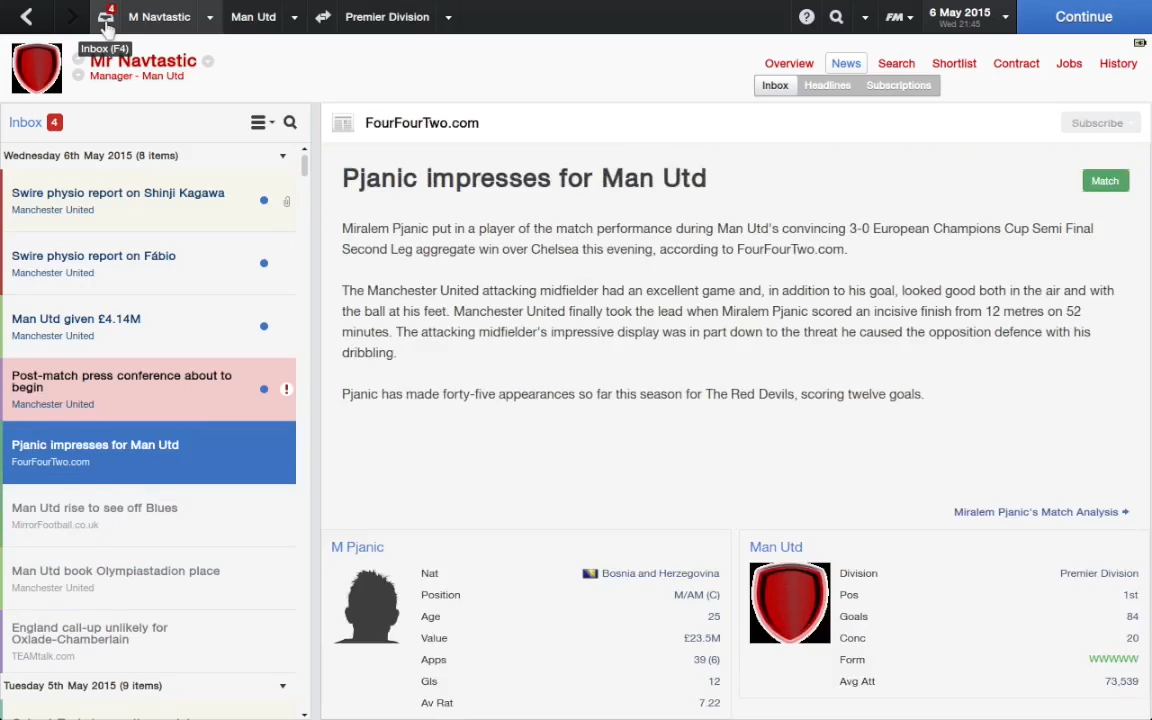 4
M Navtastic
Man Utd
Premier Division
FM
6 May 2015
Wed 21:45
Continue
Inbox (F4)
Mr Navtastic
Manager - Man Utd
Overview
News
Search
Shortlist
Contract
Jobs
History
Inbox
Headlines
Subscriptions
Inbox 4
Wednesday 6th May 2015 (8 items)
Swire physio report on Shinji Kagawa
Manchester United
Swire physio report on Fábio
Manchester United
Man Utd given £4.14M
Manchester United
Post-match press conference about to
begin
Manchester United
Pjanic impresses for Man Utd
FourFourTwo.com
Man Utd rise to see off Blues
MirrorFootball.co.uk
Man Utd book Olympiastadion place
Manchester United
England call-up unlikely for
Oxlade-Chamberlain
TEAMtalk.com
Tuesday 5th May 2015 (9 items)
FourFourTwo.com
Subscribe
Pjanic impresses for Man Utd
Match
Miralem Pjanic put in a player of the match performance during Man Utd's convincing 3-0 European Champions Cup Semi Final
Second Leg aggregate win over Chelsea this evening, according to FourFourTwo.com.
The Manchester United attacking midfielder had an excellent game and, in addition to his goal, looked good both in the air and with
the ball at his feet. Manchester United finally took the lead when Miralem Pjanic scored an incisive finish from 12 metres on 52
minutes. The attacking midfielder's impressive display was in part down to the threat he caused the opposition defence with his
dribbling.
Pjanic has made forty-five appearances so far this season for The Red Devils, scoring twelve goals.
Miralem Pjanic's Match Analysis
M Pjanic
Nat Bosnia and Herzegovina
Position M/AM (C)
Age 25
Value £23.5M
Apps 39 (6)
Gls 12
Av Rat 7.22
Man Utd
Division Premier Division
Pos 1st
Goals 84
Conc 20
Form WWWWW
Avg Att 73,539